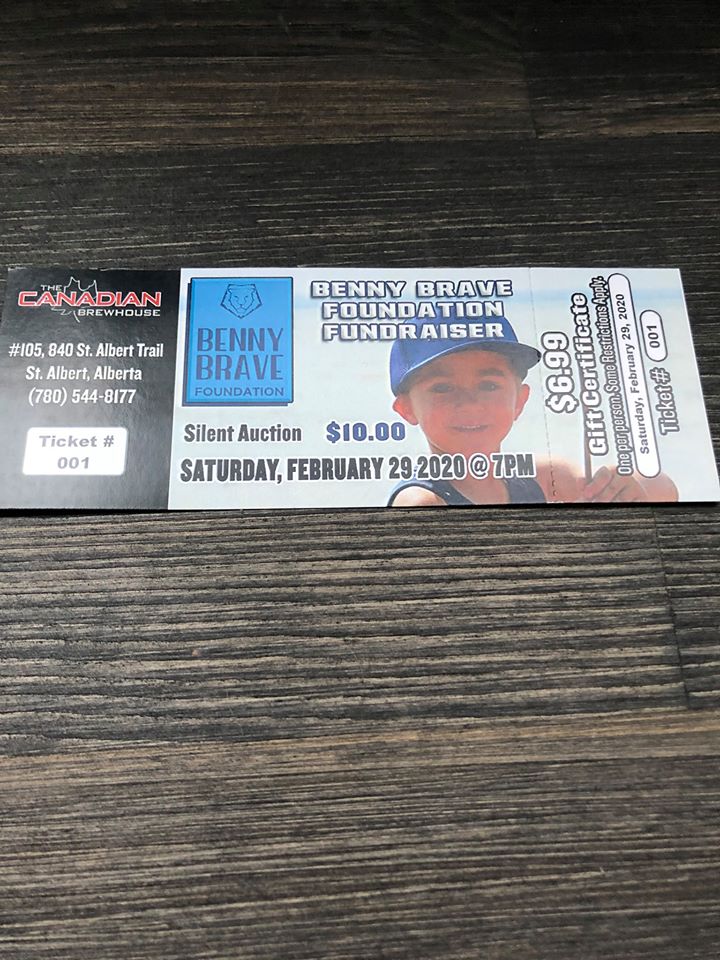 THE
CANADIAN
BREWHOUSE
#105, 840 St. Albert Trail
St. Albert, Alberta
(780) 544-8177
Ticket #
001
BENNY
BRAVE
FOUNDATION
BENNY BRAVE
FOUNDATION
FUNDRAISER
Silent Auction $10.00
SATURDAY, FEBRUARY 29 2020 @ 7PM
$6.99
Gift Certificate
One per person. Some Restrictions Apply.
Saturday, February 29, 2020
Ticket # 001